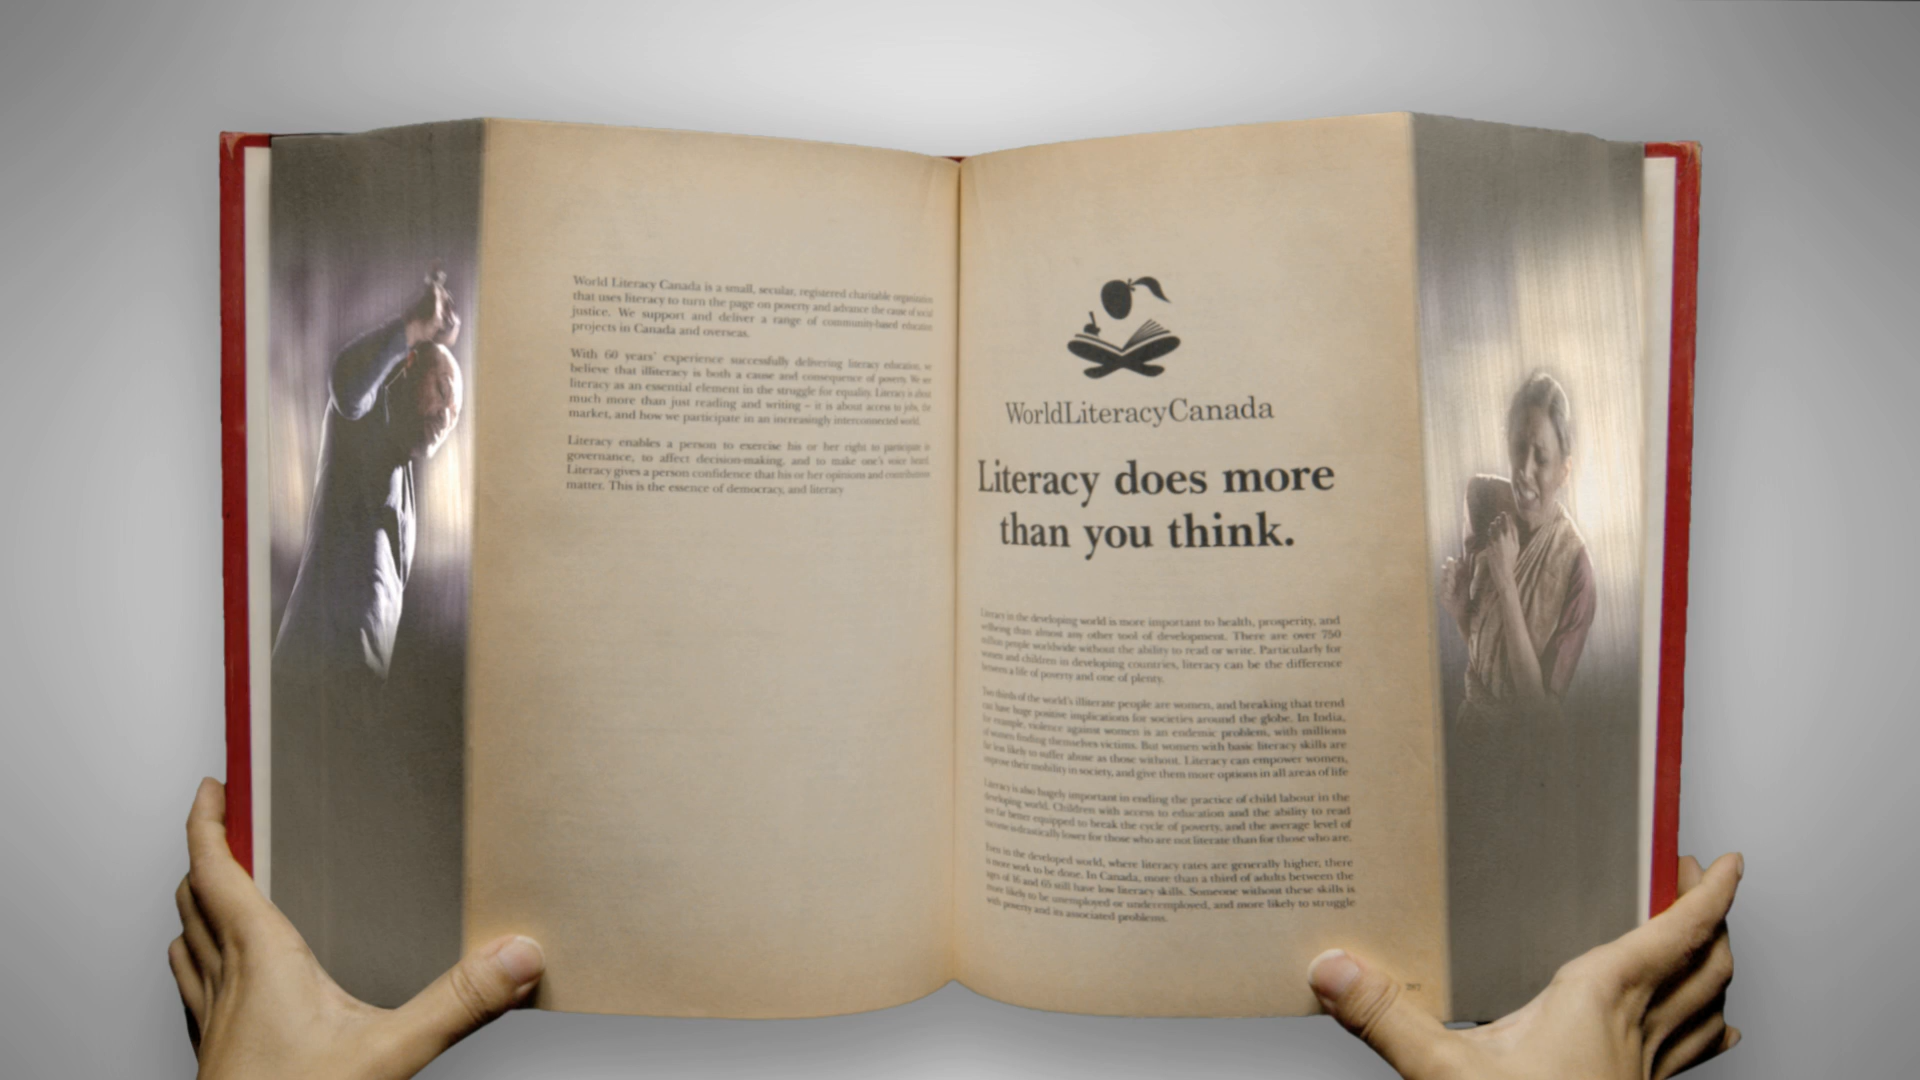 World Literacy Canada is a small, secular, registered charitable organization
that uses literacy to turn the page on poverty and advance the cause of social
justice. We support and deliver a range of community-based education
projects in Canada and overseas.
With 60 years' experience successfully delivering literacy education, we
believe that illiteracy is both a cause and consequence of poverty. We see
literacy as an essential element in the struggle for equality. Literacy is about
much more than just reading and writing – it is about access to jobs, the
market, and how we participate in an increasingly interconnected world.
Literacy enables a person to exercise his or her right to participate in
governance, to affect decision-making, and to make one's voice heard.
Literacy gives a person confidence that his or her opinions and contributions
matter. This is the essence of democracy, and literacy
WorldLiteracyCanada
Literacy does more
than you think.
Literacy in the developing world is more important to health, prosperity, and
wellbeing than almost any other tool of development. There are over 750
million people worldwide without the ability to read or write. Particularly for
women and children in developing countries, literacy can be the difference
between a life of poverty and one of plenty.
Two thirds of the world's illiterate people are women, and breaking that trend
can have huge positive implications for societies around the globe. In India,
for example, violence against women is an endemic problem, with millions
of women finding themselves victims. But women with basic literacy skills are
far less likely to suffer abuse as those without. Literacy can empower women,
improve their mobility in society, and give them more options in all areas of life
Literacy is also hugely important in ending the practice of child labour in the
developing world. Children with access to education and the ability to read
are far better equipped to break the cycle of poverty, and the average level of
income is drastically lower for those who are not literate than for those who are.
Even in the developed world, where literacy rates are generally higher, there
is more work to be done. In Canada, more than a third of adults between the
ages of 16 and 65 still have low literacy skills. Someone without these skills is
more likely to be unemployed or underemployed, and more likely to struggle
with poverty and its associated problems.